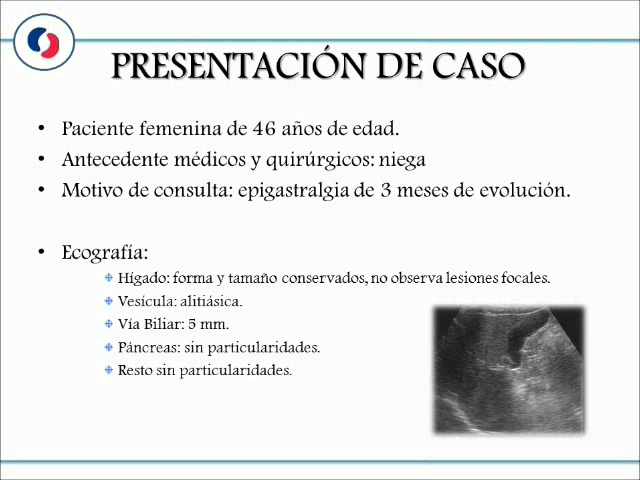 PRESENTACIÓN DE CASO
• Paciente femenina de 46 años de edad.
• Antecedente médicos y quirúrgicos: niega
• Motivo de consulta: epigastralgia de 3 meses de evolución.
• Ecografía:
Hígado: forma y tamaño conservados, no observa lesiones focales.
Vesícula: alitiásica.
Vía Biliar: 5 mm.
Páncreas: sin particularidades.
Resto sin particularidades.